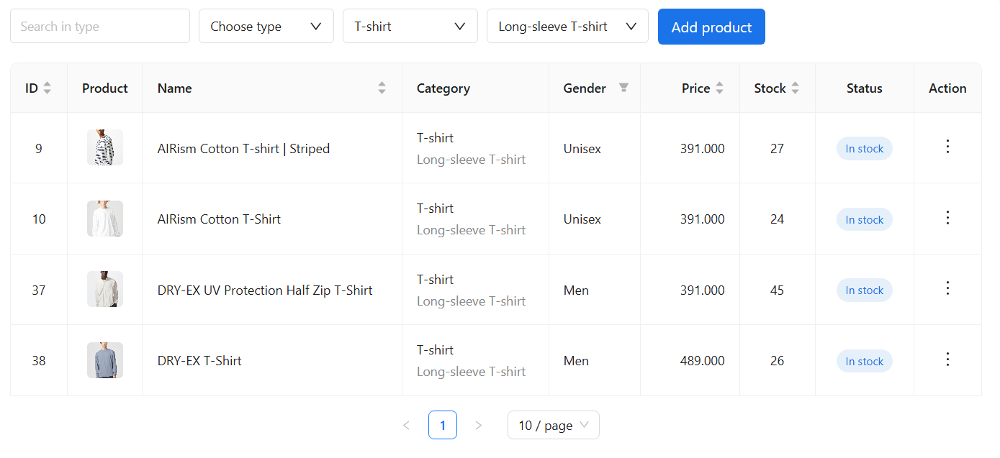 Search in type
Choose type
T-shirt
Long-sleeve T-shirt
Add product
ID
Product
Name
Category
Gender
Price
Stock
Status
Action
9
AIRism Cotton T-shirt | Striped
T-shirt
Long-sleeve T-shirt
Unisex
391.000
27
In stock
10
AIRism Cotton T-Shirt
T-shirt
Long-sleeve T-shirt
Unisex
391.000
24
In stock
37
DRY-EX UV Protection Half Zip T-Shirt
T-shirt
Long-sleeve T-shirt
Men
391.000
45
In stock
38
DRY-EX T-Shirt
T-shirt
Long-sleeve T-shirt
Men
489.000
26
In stock
1
10 / page